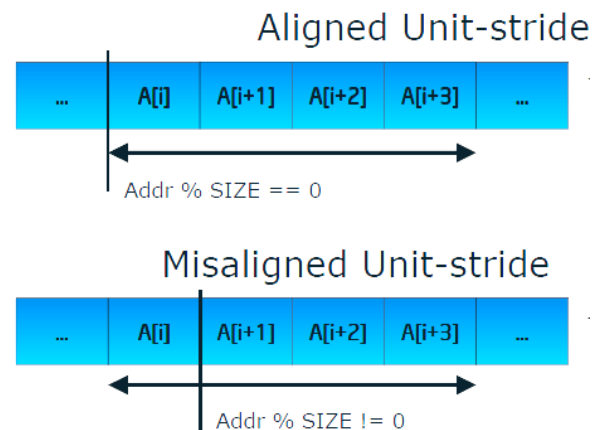 Aligned Unit-stride
... A[i] A[i+1] A[i+2] A[i+3] ...
Addr % SIZE == 0
Misaligned Unit-stride
... A[i] A[i+1] A[i+2] A[i+3] ...
Addr % SIZE != 0